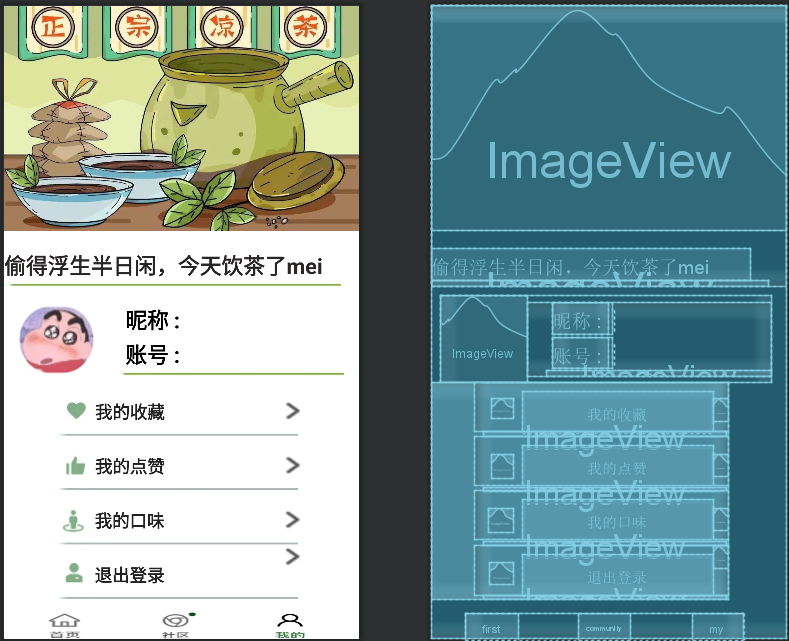 正 宗 凉 茶
偷得浮生半日闲，今天饮茶了mei
昵称：
账号：
我的收藏
我的点赞
我的口味
退出登录
首页 社区 我的
ImageView
偷得浮生半日闲，今天饮茶了mei
ImageView
ImageView
昵称：
账号：
ImageView
我的收藏
ImageView
我的点赞
ImageView
我的口味
ImageView
退出登录
ImageView
first community my